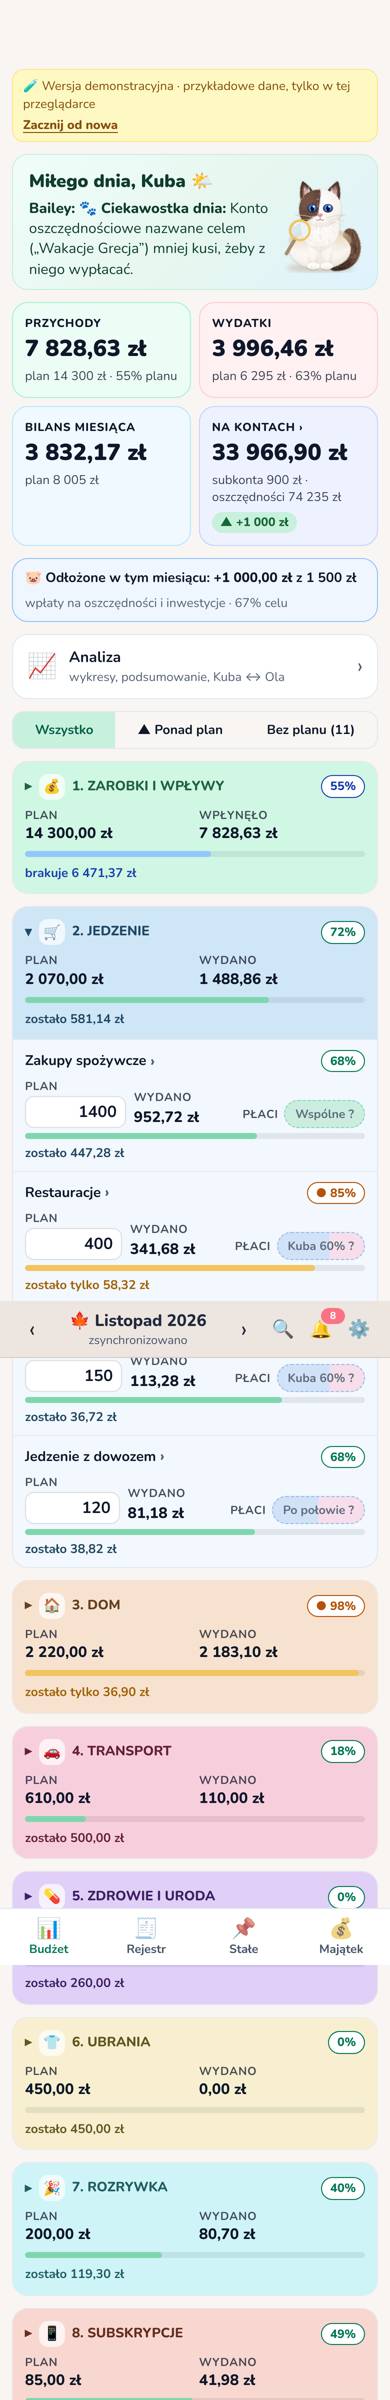 🧪 Wersja demonstracyjna · przykładowe dane, tylko w tej
przeglądarce
Zacznij od nowa
Miłego dnia, Kuba 🌤️
Bailey: 🐾 Ciekawostka dnia: Konto
oszczędnościowe nazwane celem
(„Wakacje Grecja”) mniej kusi, żeby z
niego wypłacać.
PRZYCHODY
7 828,63 zł
plan 14 300 zł · 55% planu
WYDATKI
3 996,46 zł
plan 6 295 zł · 63% planu
BILANS MIESIĄCA
3 832,17 zł
plan 8 005 zł
NA KONTACH ›
33 966,90 zł
subkonta 900 zł ·
oszczędności 74 235 zł
▲ +1 000 zł
🐷 Odłożone w tym miesiącu: +1 000,00 zł z 1 500 zł
wpłaty na oszczędności i inwestycje · 67% celu
Analiza
wykresy, podsumowanie, Kuba ↔ Ola ›
Wszystko ▲ Ponad plan Bez planu (11)
▶ 💰 1. ZAROBKI I WPŁYWY 55%
PLAN WPŁYNĘŁO
14 300,00 zł 7 828,63 zł
brakuje 6 471,37 zł
▼ 🛒 2. JEDZENIE 72%
PLAN WYDANO
2 070,00 zł 1 488,86 zł
zostało 581,14 zł
Zakupy spożywcze › 68%
PLAN WYDANO
1400 952,72 zł PŁACI Wspólne ?
zostało 447,28 zł
Restauracje › ● 85%
PLAN WYDANO
400 341,68 zł PŁACI Kuba 60% ?
zostało tylko 58,32 zł
‹ 🍁 Listopad 2026 › 🔍 🔔 8 ⚙️
zsynchronizowano
150 113,28 zł PŁACI Kuba 60% ?
zostało 36,72 zł
Jedzenie z dowozem › 68%
PLAN WYDANO
120 81,18 zł PŁACI Po połowie ?
zostało 38,82 zł
▶ 🏠 3. DOM ● 98%
PLAN WYDANO
2 220,00 zł 2 183,10 zł
zostało tylko 36,90 zł
▶ 🚗 4. TRANSPORT 18%
PLAN WYDANO
610,00 zł 110,00 zł
zostało 500,00 zł
▶ 💊 5. ZDROWIE I URODA 0%
Budżet Rejestr Stałe Majątek
zostało 260,00 zł
▶ 👕 6. UBRANIA 0%
PLAN WYDANO
450,00 zł 0,00 zł
zostało 450,00 zł
▶ 🎉 7. ROZRYWKA 40%
PLAN WYDANO
200,00 zł 80,70 zł
zostało 119,30 zł
▶ 📱 8. SUBSKRYPCJE 49%
PLAN WYDANO
85,00 zł 41,98 zł